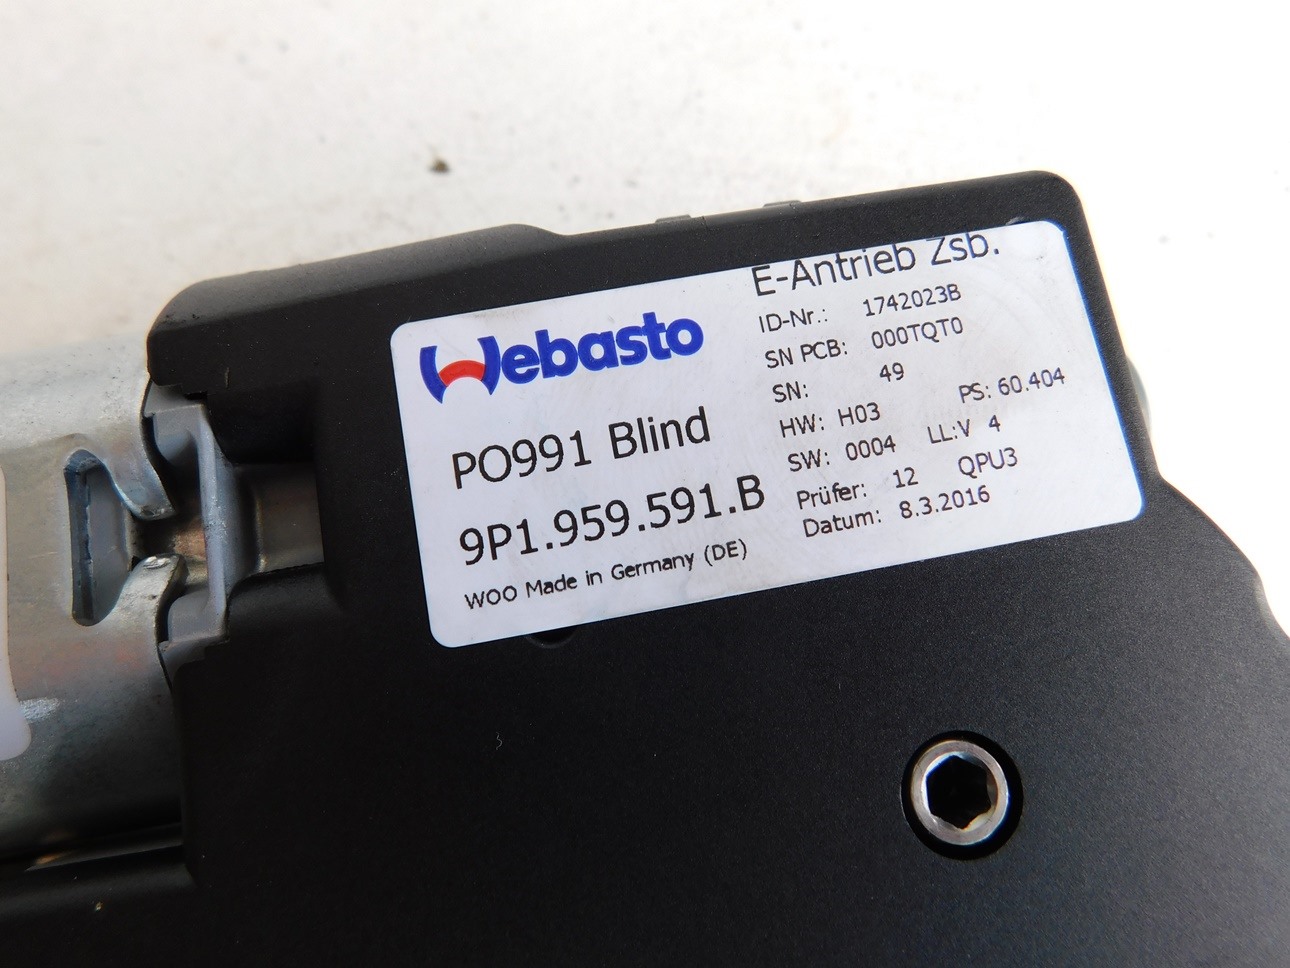 Webasto
PO991 Blind
9P1.959.591.B
WOO Made in Germany (DE)
E-Antrieb Zsb.
ID-Nr.: 1742023B
SN PCB: 000TQT0
SN: 49
HW: H03 PS: 60.404
SW: 0004 LL:V 4
Prüfer: 12 QPU3
Datum: 8.3.2016